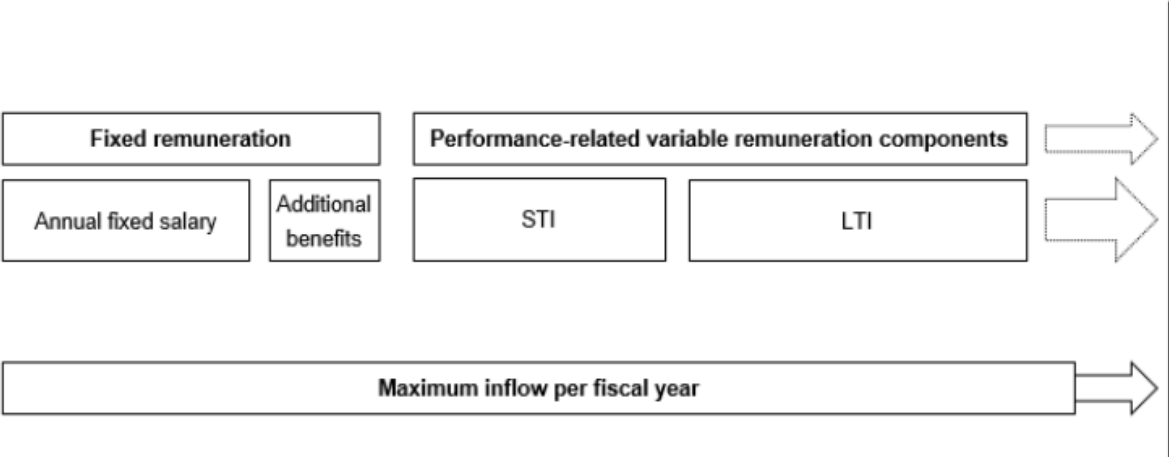 Fixed remuneration
Performance-related variable remuneration components
Annual fixed salary
Additional
benefits
STI
LTI
Maximum inflow per fiscal year